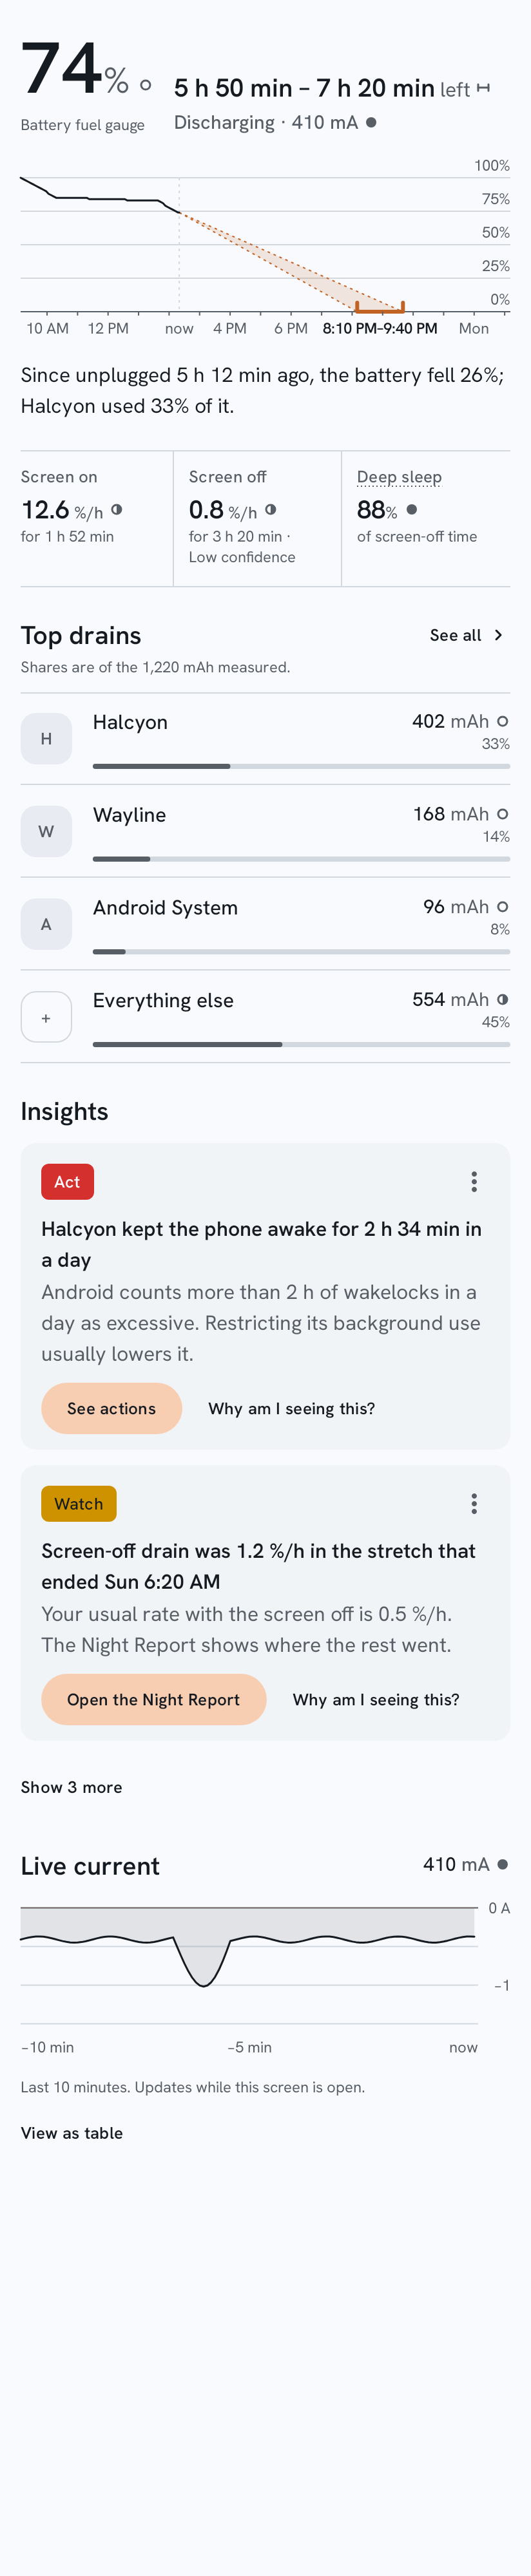 74%
5 h 50 min – 7 h 20 min left
Battery fuel gauge
Discharging · 410 mA
100%
75%
50%
25%
0%
10 AM 12 PM now 4 PM 6 PM 8:10 PM–9:40 PM Mon
Since unplugged 5 h 12 min ago, the battery fell 26%;
Halcyon used 33% of it.
Screen on
12.6 %/h
for 1 h 52 min
Screen off
0.8 %/h
for 3 h 20 min ·
Low confidence
Deep sleep
88%
of screen-off time
Top drains
See all
Shares are of the 1,220 mAh measured.
H
Halcyon
402 mAh
33%
W
Wayline
168 mAh
14%
A
Android System
96 mAh
8%
+
Everything else
554 mAh
45%
Insights
Act
Halcyon kept the phone awake for 2 h 34 min in
a day
Android counts more than 2 h of wakelocks in a
day as excessive. Restricting its background use
usually lowers it.
See actions
Why am I seeing this?
Watch
Screen-off drain was 1.2 %/h in the stretch that
ended Sun 6:20 AM
Your usual rate with the screen off is 0.5 %/h.
The Night Report shows where the rest went.
Open the Night Report
Why am I seeing this?
Show 3 more
Live current
410 mA
0 A
−1
−10 min −5 min now
Last 10 minutes. Updates while this screen is open.
View as table